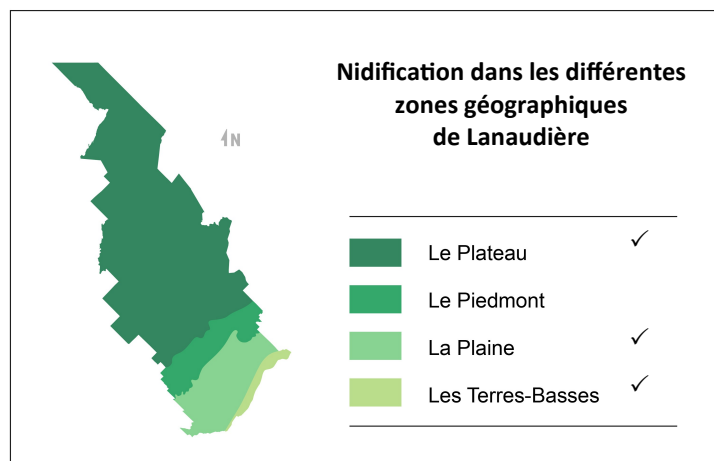 Nidification dans les différentes
zones géographiques
de Lanaudière
N
Le Plateau ✓
Le Piedmont
La Plaine ✓
Les Terres-Basses ✓